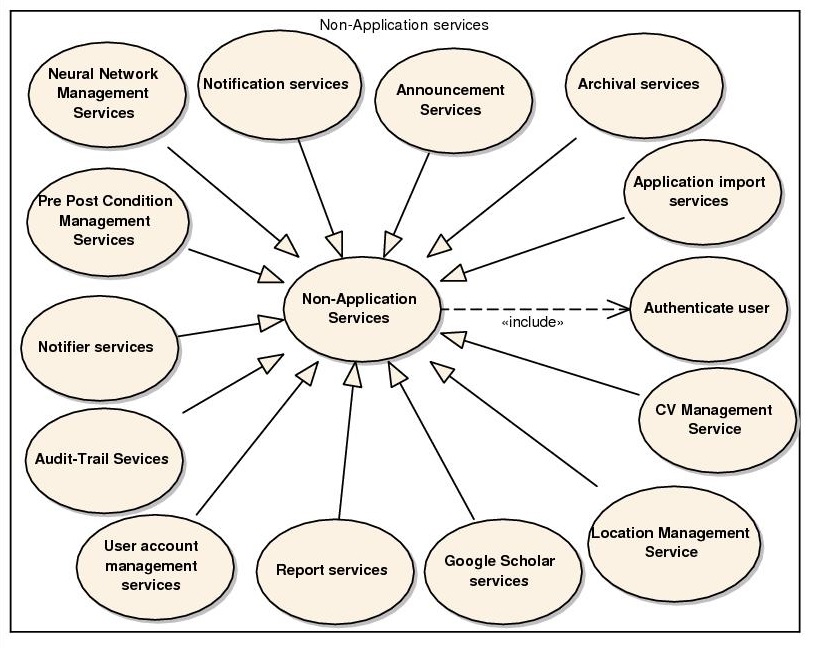 Non-Application services
Neural Network
Management
Services
Notification services
Announcement
Services
Archival services
Application import
services
Pre Post Condition
Management
Services
Non-Application
Services
«include»
Authenticate user
Notifier services
CV Management
Service
Audit-Trail Sevices
Location Management
Service
User account
management
services
Report services
Google Scholar
services